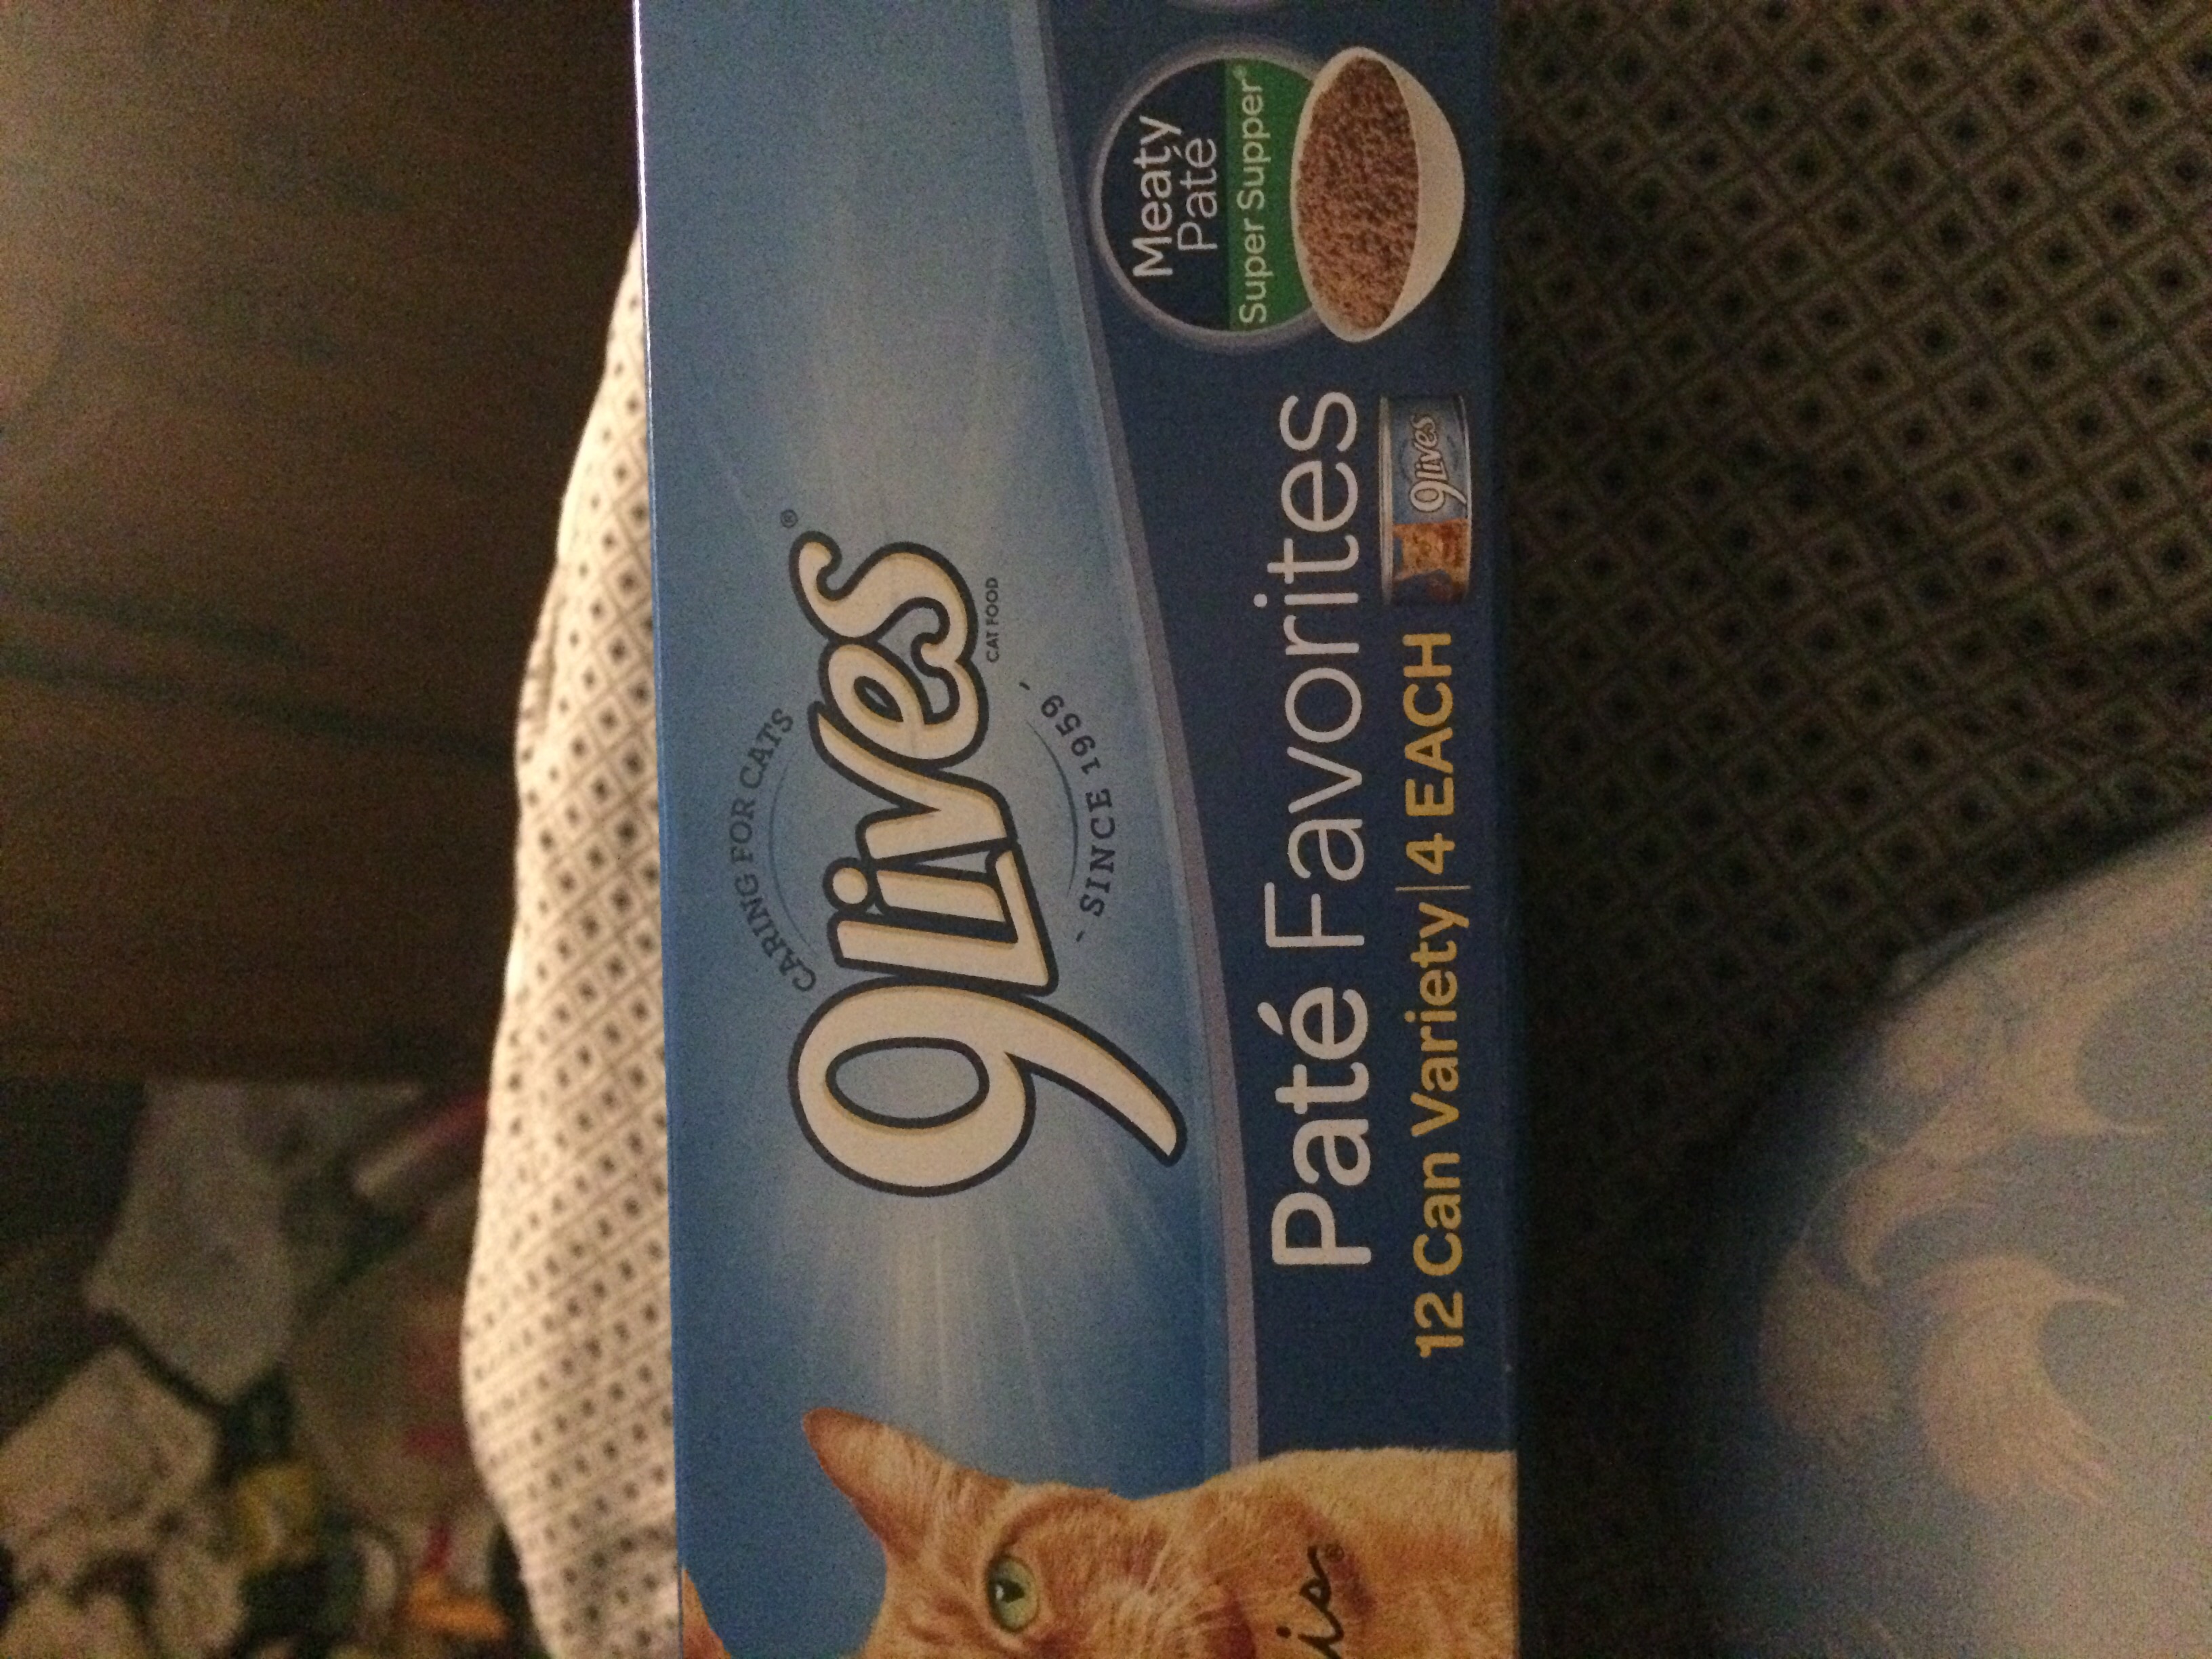 CARING FOR CATS
9Lives®
CAT FOOD
- SINCE 1959 -
Paté Favorites
12 Can Variety|4 EACH
9Lives
Meaty
Paté
Super Supper®
is®